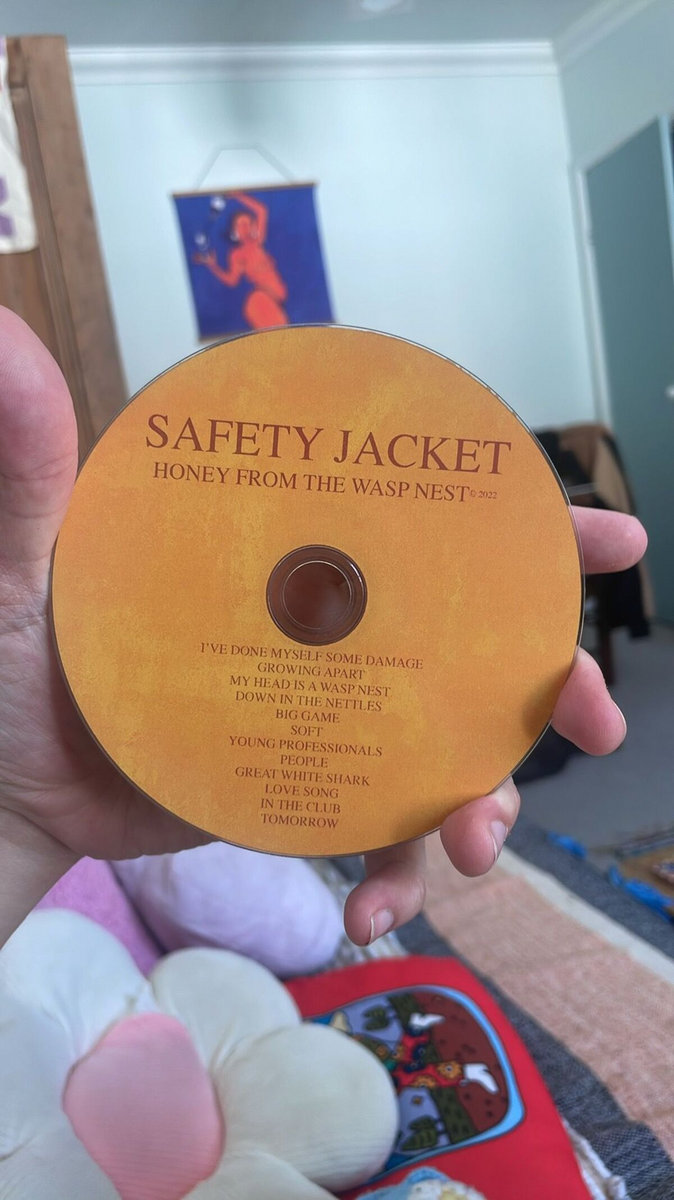 SAFETY JACKET
HONEY FROM THE WASP NEST© 2022
I'VE DONE MYSELF SOME DAMAGE
GROWING APART
MY HEAD IS A WASP NEST
DOWN IN THE NETTLES
BIG GAME
SOFT
YOUNG PROFESSIONALS
PEOPLE
GREAT WHITE SHARK
LOVE SONG
IN THE CLUB
TOMORROW